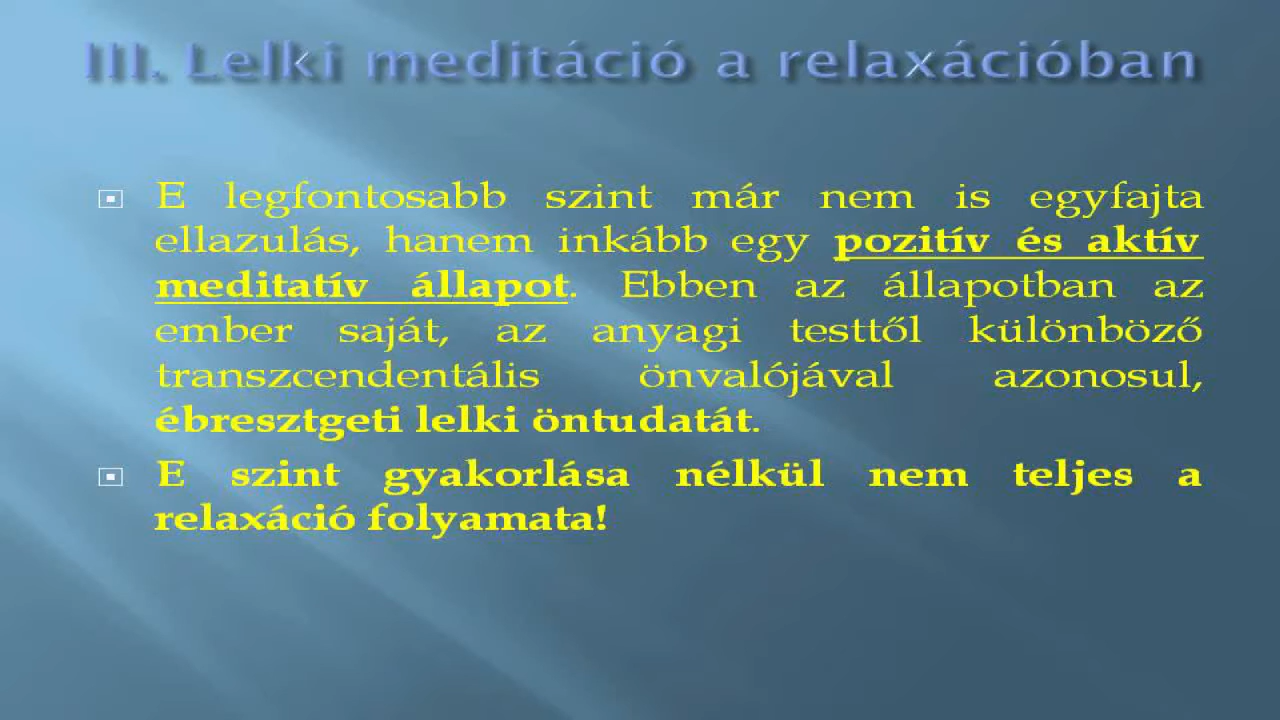 III. Lelki meditáció a relaxációban
E legfontosabb szint már nem is egyfajta
ellazulás, hanem inkább egy pozitív és aktív
meditatív állapot. Ebben az állapotban az
ember saját, az anyagi testtől különböző
transzcendentális önvalójával azonosul,
ébresztgeti lelki öntudatát.
E szint gyakorlása nélkül nem teljes a
relaxáció folyamata!